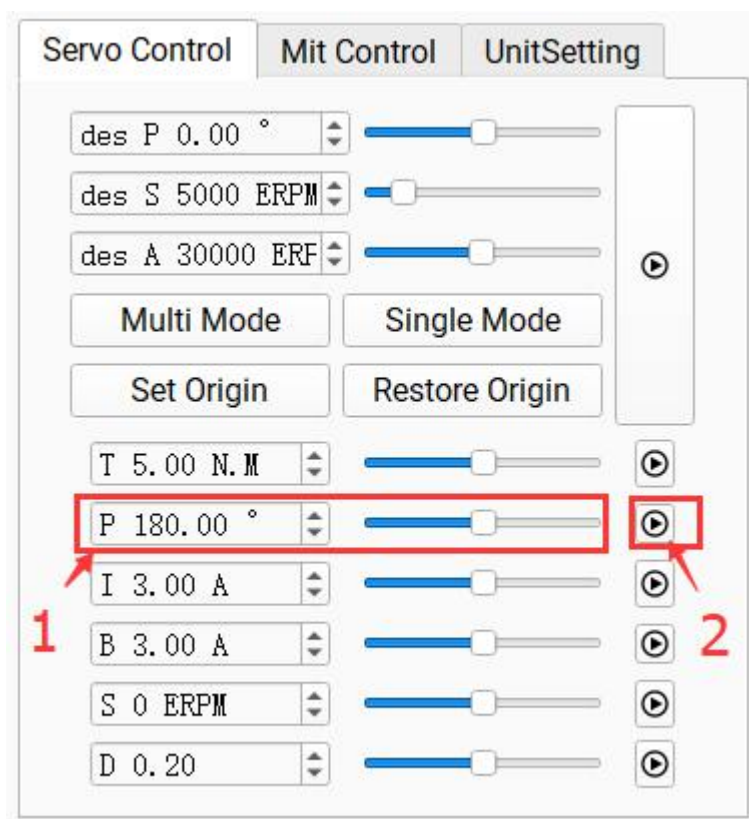 Servo Control Mit Control UnitSetting
des P 0.00 °
des S 5000 ERPM
des A 30000 ERF
Multi Mode Single Mode
Set Origin Restore Origin
T 5.00 N.M
P 180.00 °
I 3.00 A
1 B 3.00 A 2
S 0 ERPM
D 0.20